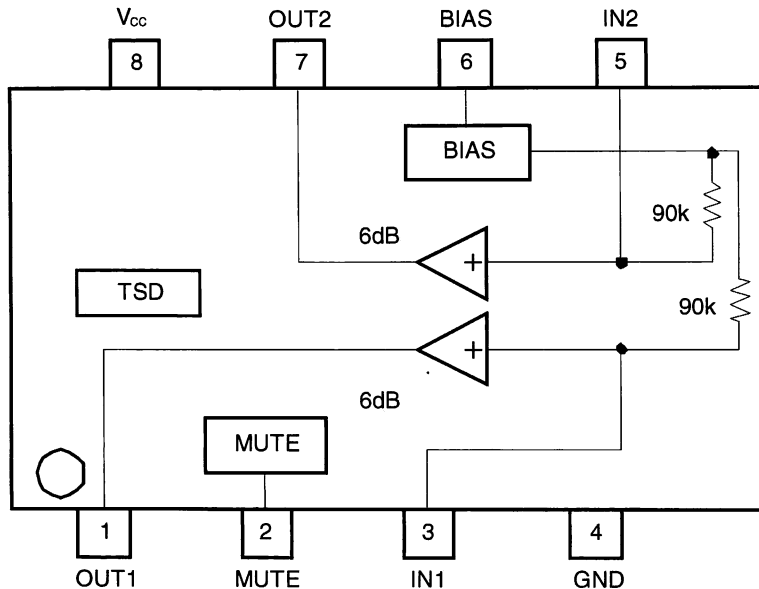 Vcc OUT2 BIAS IN2
8 7 6 5
BIAS
90k
6dB
+
TSD
90k
+
6dB
MUTE
1 2 3 4
OUT1 MUTE IN1 GND